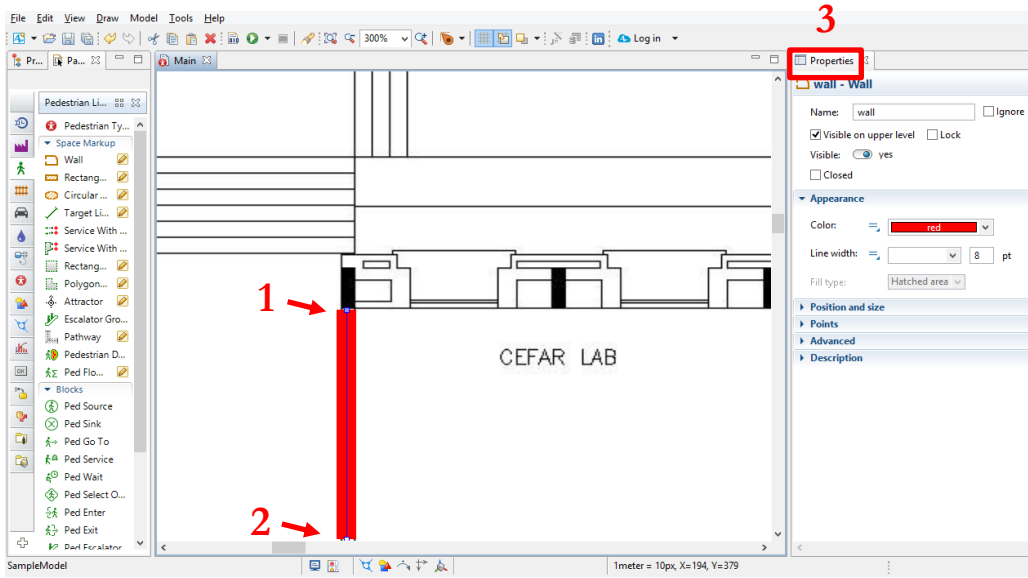 3
File Edit View Draw Model Tools Help
300% Log in
Pr... Pa... Main Properties
wall - Wall
Pedestrian Li...
Name: wall Ignore
Pedestrian Ty...
Visible on upper level Lock
Space Markup
Visible: yes
Wall
Closed
Rectang...
Circular ...
Appearance
Target Li...
Color: red
Service With ...
Service With ...
Line width: 8 pt
Rectang...
Fill type: Hatched area
Polygon...
Attractor
Position and size
Escalator Gro...
Points
Pathway
Advanced
Pedestrian D...
Description
Ped Flo...
1
CEFAR LAB
Blocks
Ped Source
Ped Sink
Ped Go To
Ped Service
Ped Wait
Ped Select O...
Ped Enter
2
Ped Exit
Ped Escalator
SampleModel 1meter = 10px, X=194, Y=379